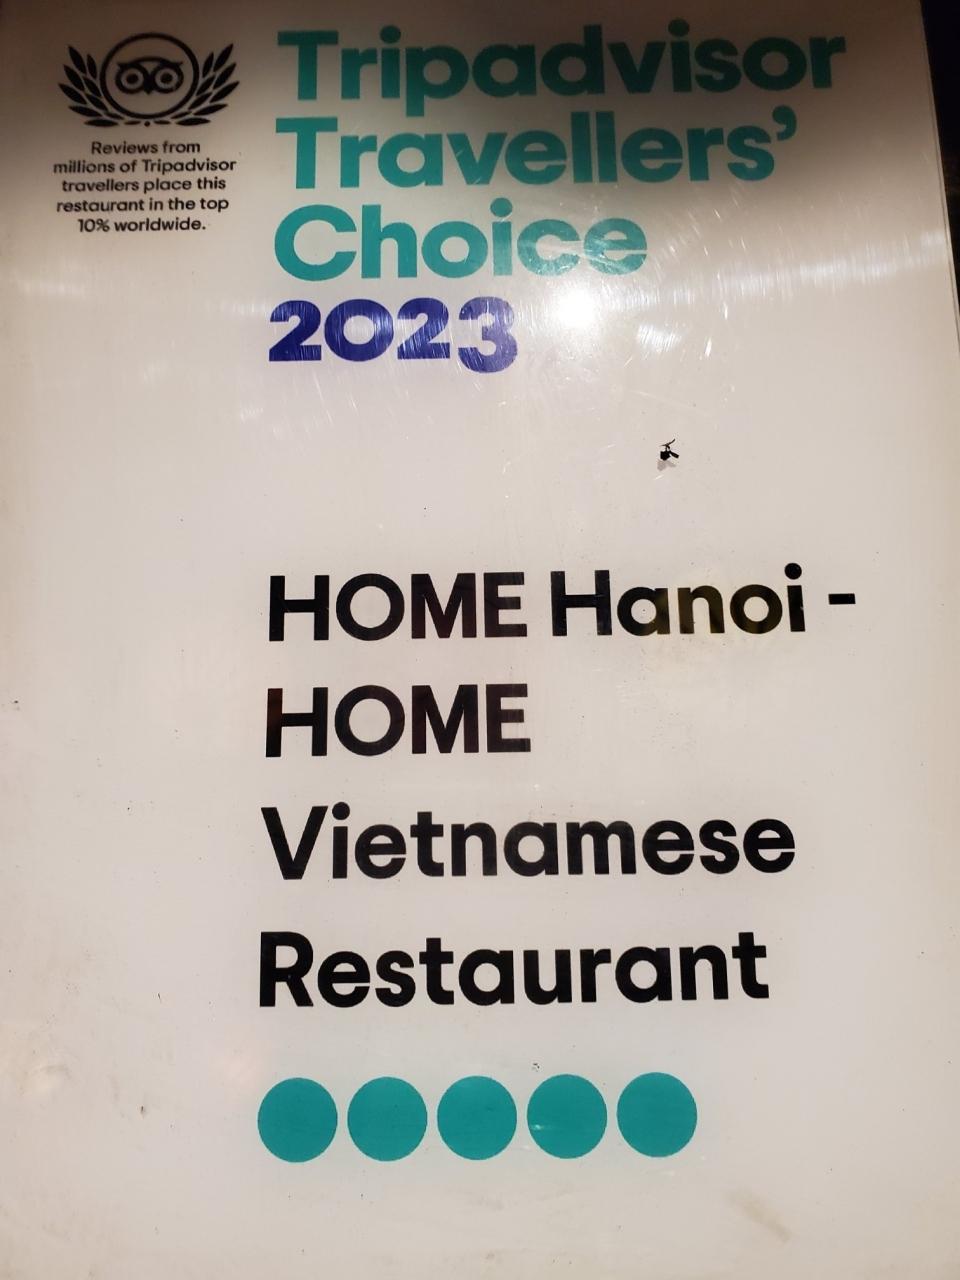 Reviews from
millions of Tripadvisor
travellers place this
restaurant in the top
10% worldwide.
Tripadvisor
Travellers’
Choice
2023
HOME Hanoi -
HOME
Vietnamese
Restaurant